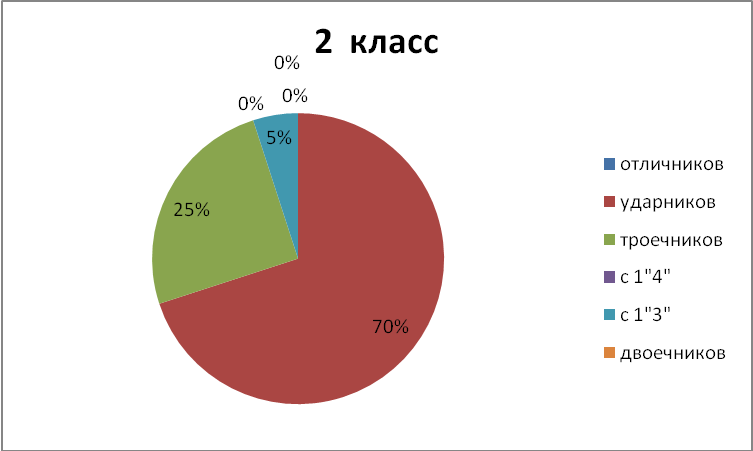 2 класс
0%
0%
0%
5%
25%
70%
отличников
ударников
троечников
с 1"4"
с 1"3"
двоечников